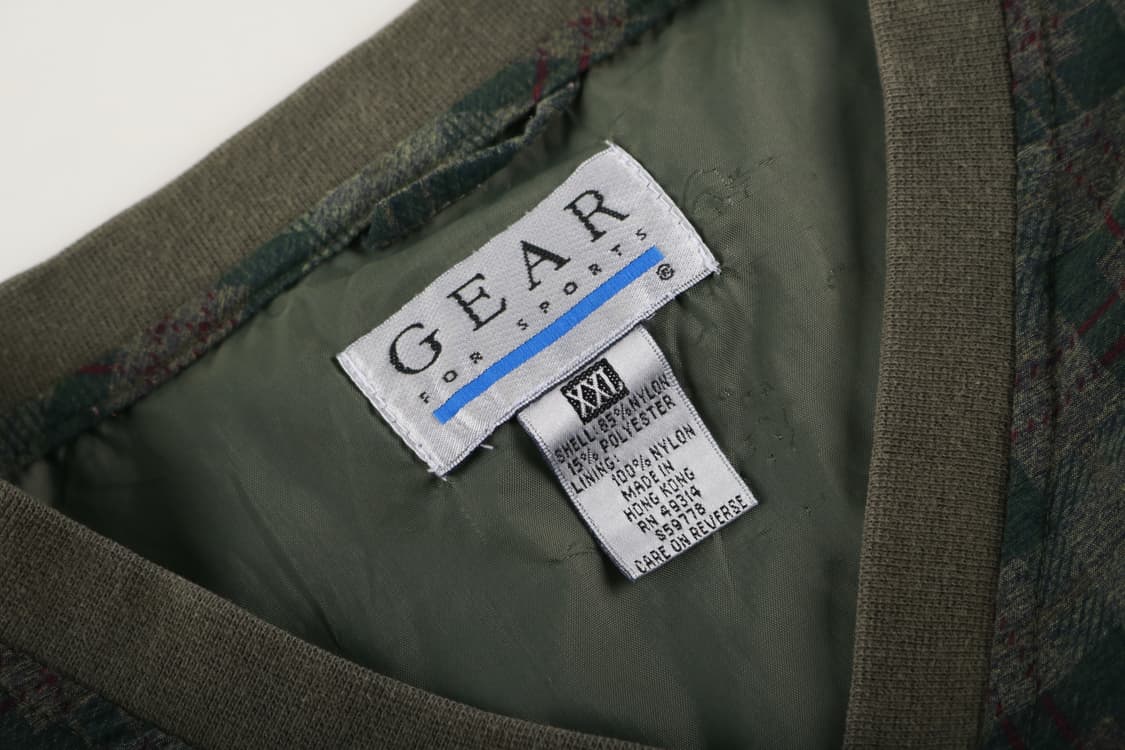 GEAR
FOR SPORTS
®
XXL
SHELL: 85% NYLON
15% POLYESTER
LINING:
100% NYLON
MADE IN
HONG KONG
RN 49314
S59778
CARE ON REVERSE